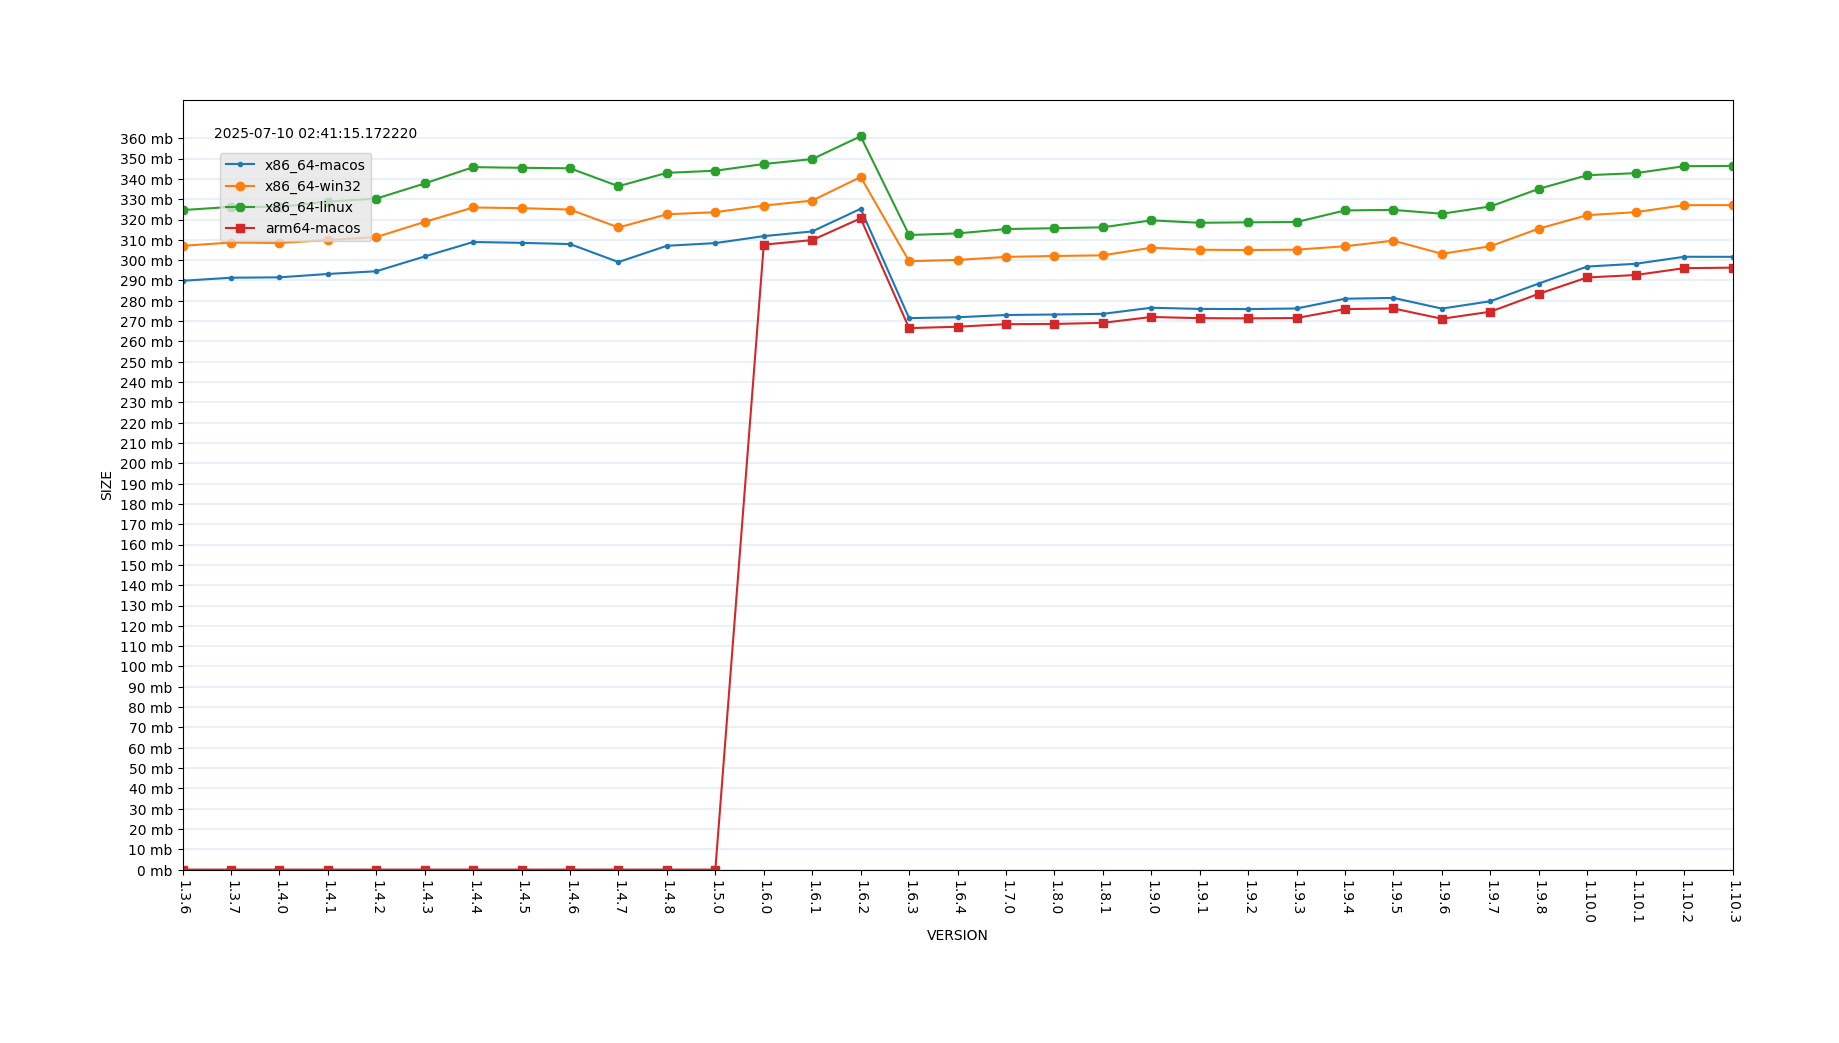 2025-07-10 02:41:15.172220
x86_64-macos
x86_64-win32
x86_64-linux
arm64-macos
SIZE
360 mb
350 mb
340 mb
330 mb
320 mb
310 mb
300 mb
290 mb
280 mb
270 mb
260 mb
250 mb
240 mb
230 mb
220 mb
210 mb
200 mb
190 mb
180 mb
170 mb
160 mb
150 mb
140 mb
130 mb
120 mb
110 mb
100 mb
90 mb
80 mb
70 mb
60 mb
50 mb
40 mb
30 mb
20 mb
10 mb
0 mb
1.3.6
1.3.7
1.4.0
1.4.1
1.4.2
1.4.3
1.4.4
1.4.5
1.4.6
1.4.7
1.4.8
1.5.0
1.6.0
1.6.1
1.6.2
1.6.3
1.6.4
1.7.0
1.8.0
1.8.1
1.9.0
1.9.1
1.9.2
1.9.3
1.9.4
1.9.5
1.9.6
1.9.7
1.9.8
1.10.0
1.10.1
1.10.2
1.10.3
VERSION